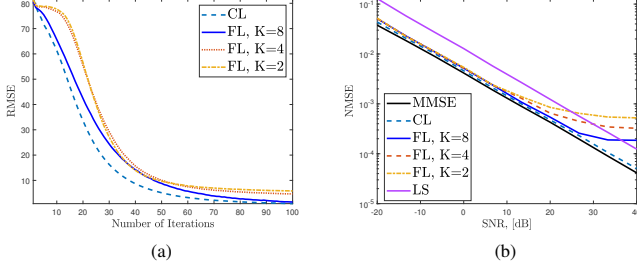 80
70
60
50
40
30
20
10
RMSE
10 20 30 40 50 60 70 80 90 100
Number of Iterations
CL
FL, K=8
FL, K=4
FL, K=2
(a)
10^-1
10^-2
10^-3
10^-4
10^-5
NMSE
-20 -10 0 10 20 30 40
SNR, [dB]
MMSE
CL
FL, K=8
FL, K=4
FL, K=2
LS
(b)